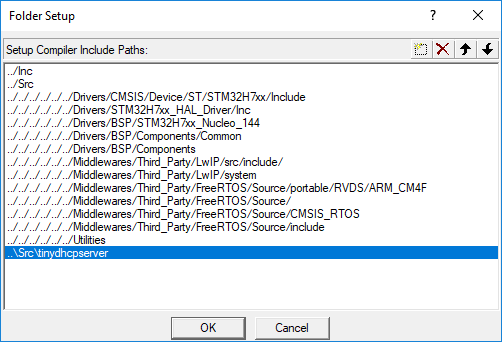 Folder Setup
Setup Compiler Include Paths:
../Inc
../Src
../../../../../../Drivers/CMSIS/Device/ST/STM32H7xx/Include
../../../../../../Drivers/STM32H7xx_HAL_Driver/Inc
../../../../../../Drivers/BSP/STM32H7xx_Nucleo_144
../../../../../../Drivers/BSP/Components/Common
../../../../../../Drivers/BSP/Components
../../../../../../Middlewares/Third_Party/LwIP/src/include/
../../../../../../Middlewares/Third_Party/LwIP/system
../../../../../../Middlewares/Third_Party/FreeRTOS/Source/portable/RVDS/ARM_CM4F
../../../../../../Middlewares/Third_Party/FreeRTOS/Source/
../../../../../../Middlewares/Third_Party/FreeRTOS/Source/CMSIS_RTOS
../../../../../../Middlewares/Third_Party/FreeRTOS/Source/include
../../../../../../Utilities
..\Src\tinydhcpserver
OK Cancel